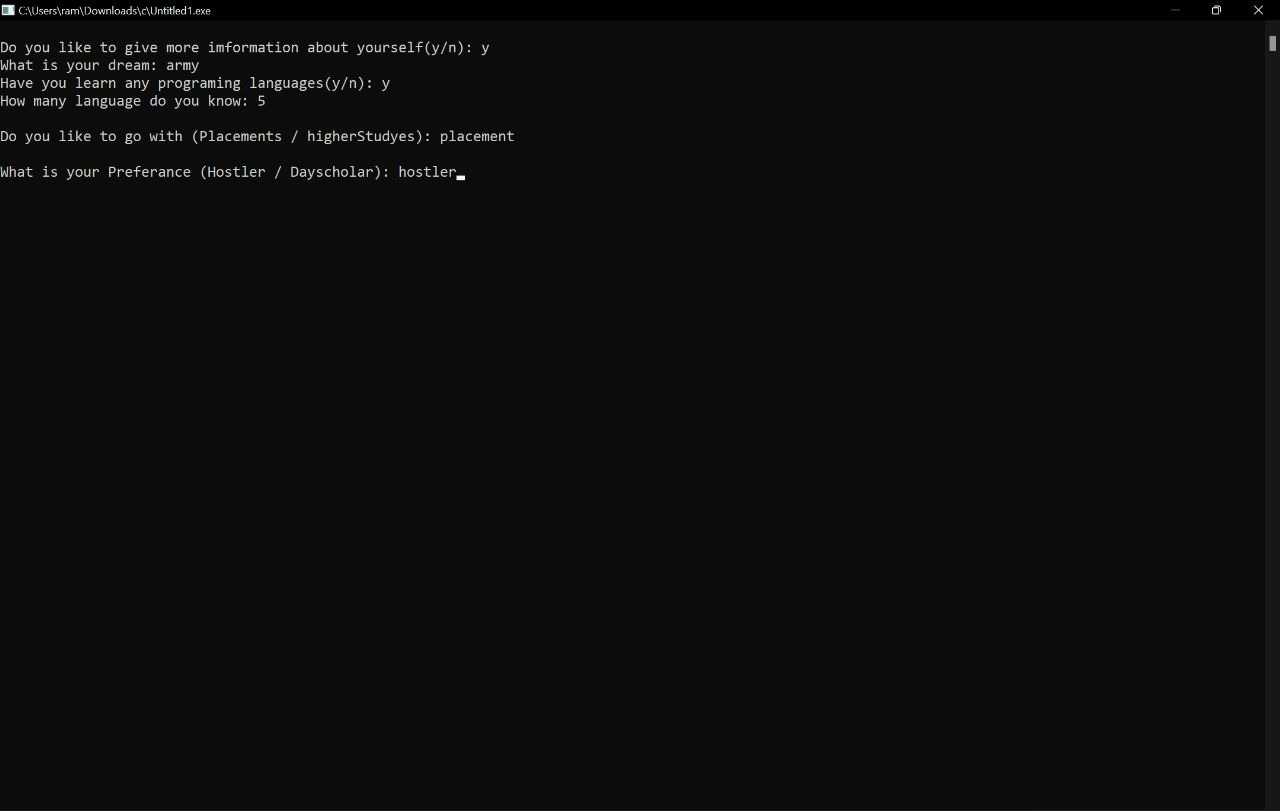 C:\Users\ram\Downloads\c\Untitled1.exe
Do you like to give more imformation about yourself(y/n): y
What is your dream: army
Have you learn any programing languages(y/n): y
How many language do you know: 5
Do you like to go with (Placements / higherStudyes): placement
What is your Preferance (Hostler / Dayscholar): hostler